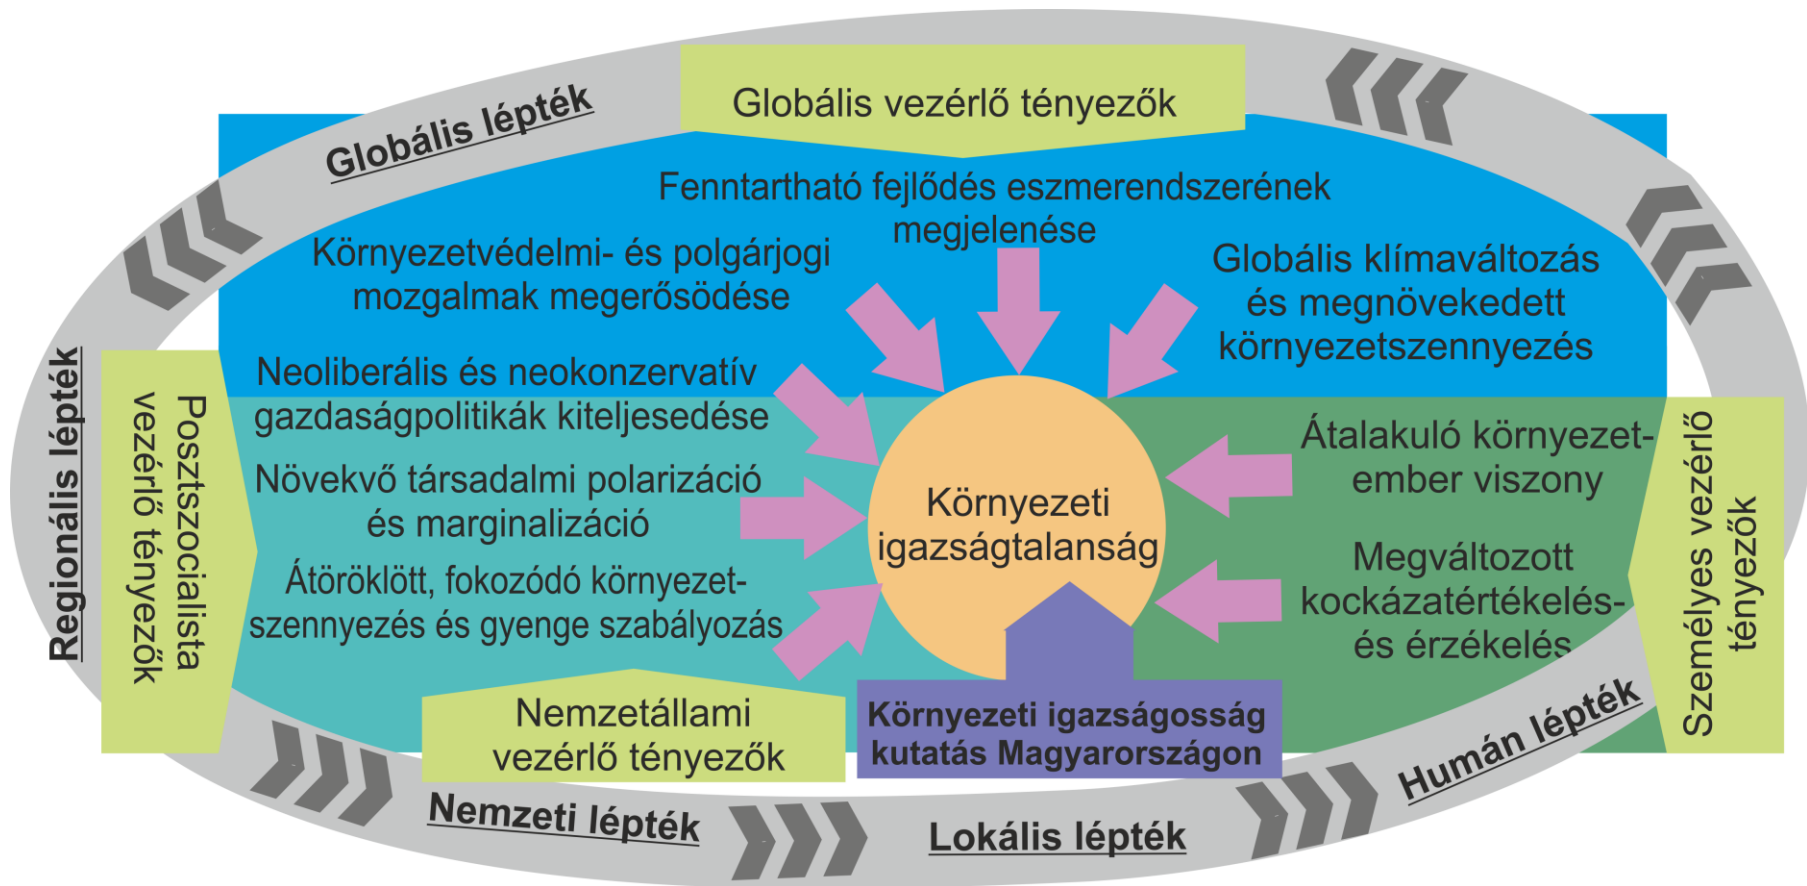 Globális lépték
Globális vezérlő tényezők
Fenntartható fejlődés eszmerendszerének
megjelenése
Környezetvédelmi- és polgárjogi
mozgalmak megerősödése
Globális klímaváltozás
és megnövekedett
környezetszennyezés
Regionális lépték
Posztszocialista
vezérlő tényezők
Neoliberális és neokonzervatív
gazdaságpolitikák kiteljesedése
Növekvő társadalmi polarizáció
és marginalizáció
Átöröklött, fokozódó környezet-
szennyezés és gyenge szabályozás
Környezeti
igazságtalanság
Átalakuló környezet-
ember viszony
Megváltozott
kockázatértékelés-
és érzékelés
Személyes vezérlő
tényezők
Nemzetállami
vezérlő tényezők
Környezeti igazságosság
kutatás Magyarországon
Nemzeti lépték
Lokális lépték
Humán lépték